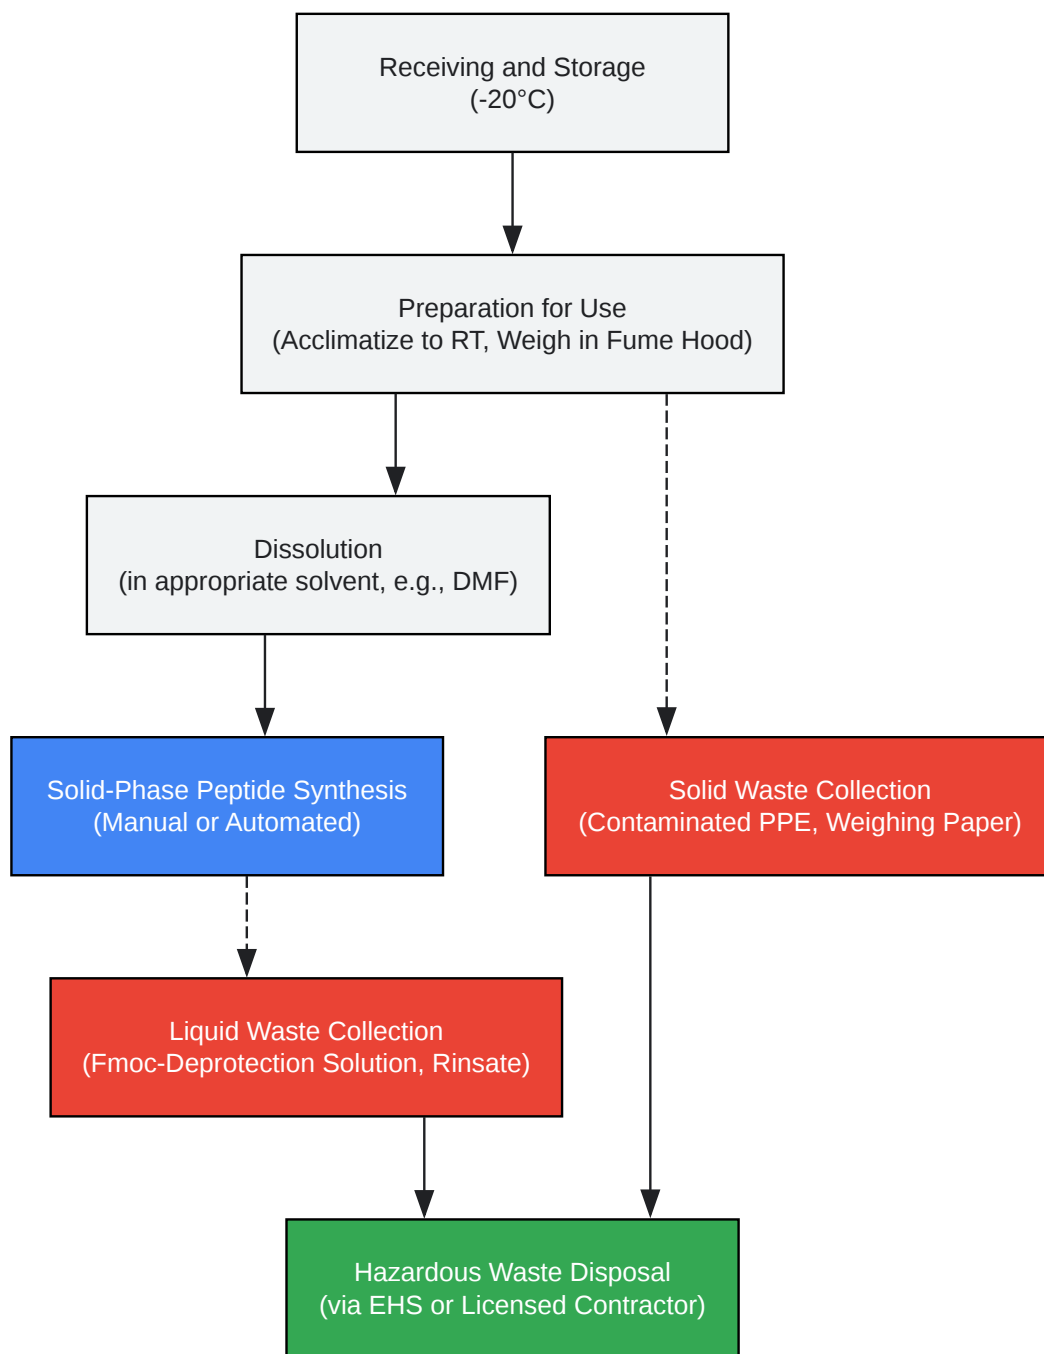 Receiving and Storage
(-20°C)
Preparation for Use
(Acclimatize to RT, Weigh in Fume Hood)
Dissolution
(in appropriate solvent, e.g., DMF)
Solid-Phase Peptide Synthesis
(Manual or Automated)
Solid Waste Collection
(Contaminated PPE, Weighing Paper)
Liquid Waste Collection
(Fmoc-Deprotection Solution, Rinsate)
Hazardous Waste Disposal
(via EHS or Licensed Contractor)